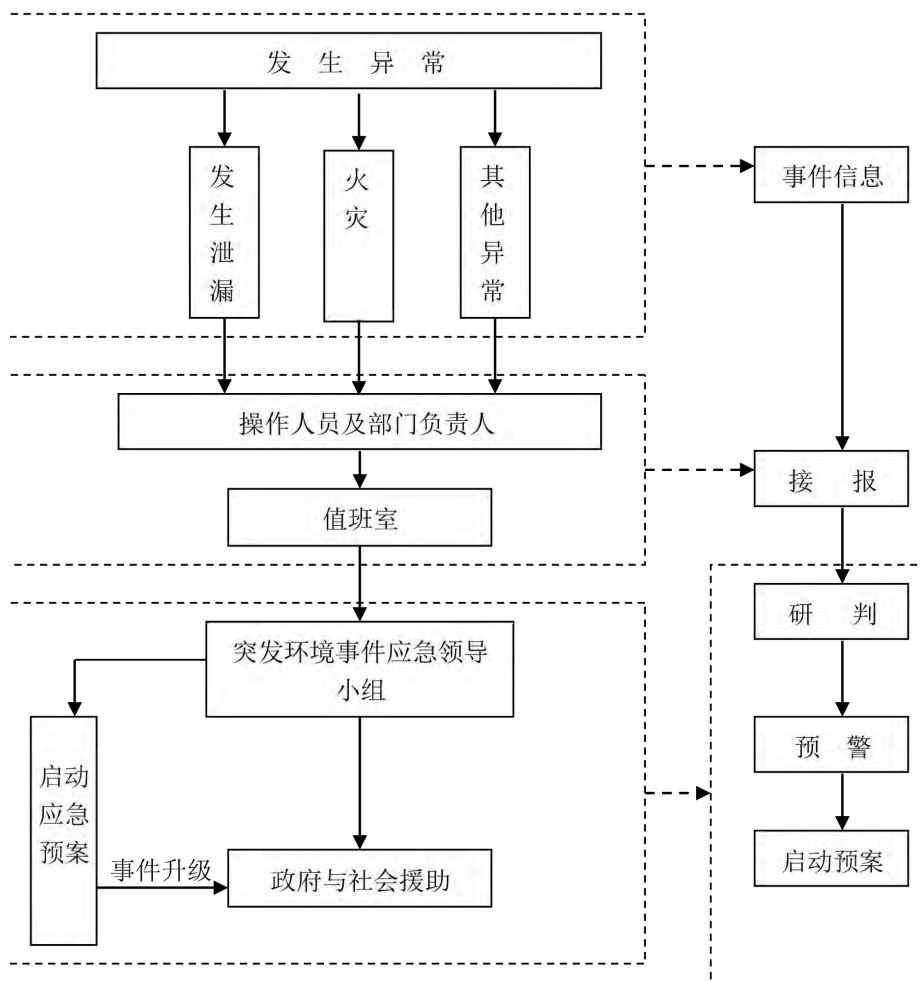 发 生 异 常
发生泄漏
火灾
其他异常
事件信息
操作人员及部门负责人
接 报
值班室
研 判
突发环境事件应急领导
小组
预 警
启动
应急
预案
启动预案
事件升级
政府与社会援助